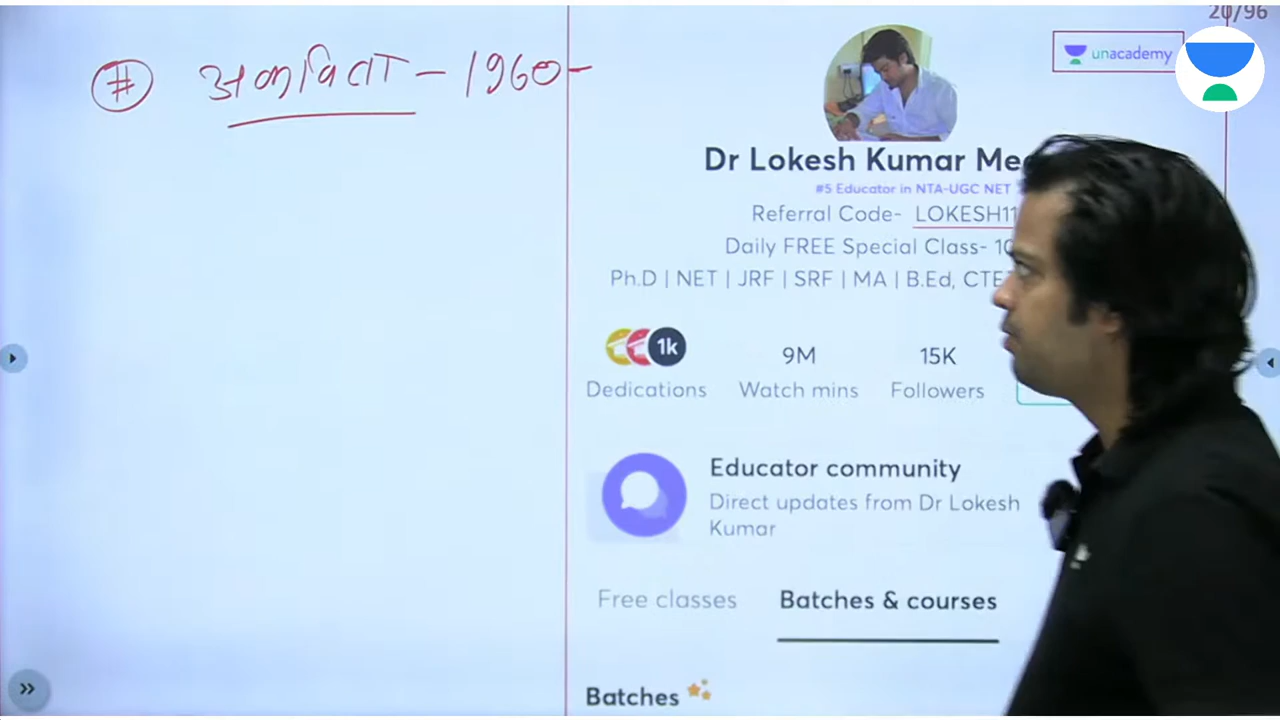 20/96
# अकविता - 1960 -
unacademy
Dr Lokesh Kumar
#5 Educator in NTA-UGC NET
Referral Code- LOKESH11
Daily FREE Special Class- 10
Ph.D | NET | JRF | SRF | MA | B.Ed, CTET
1k
9M
15K
Dedications
Watch mins
Followers
Educator community
Direct updates from Dr Lokesh
Kumar
Free classes
Batches & courses
Batches